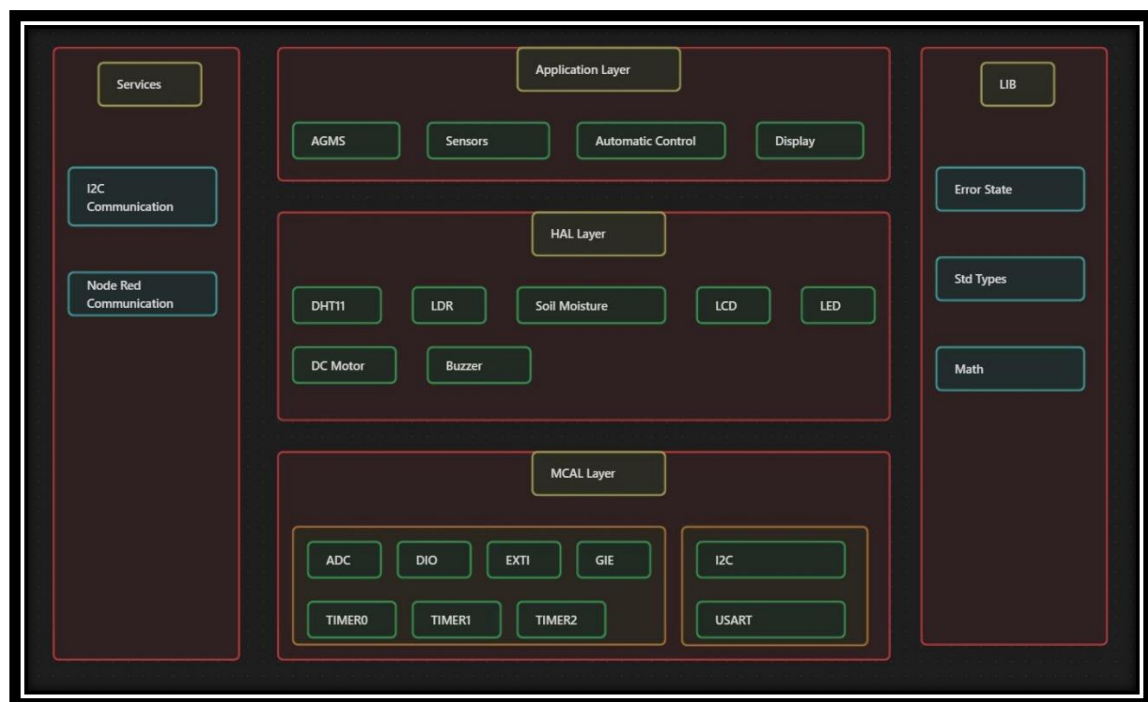 Services
I2C
Communication
Node Red
Communication
Application Layer
AGMS
Sensors
Automatic Control
Display
HAL Layer
DHT11
LDR
Soil Moisture
LCD
LED
DC Motor
Buzzer
MCAL Layer
ADC
DIO
EXTI
GIE
TIMER0
TIMER1
TIMER2
I2C
USART
LIB
Error State
Std Types
Math